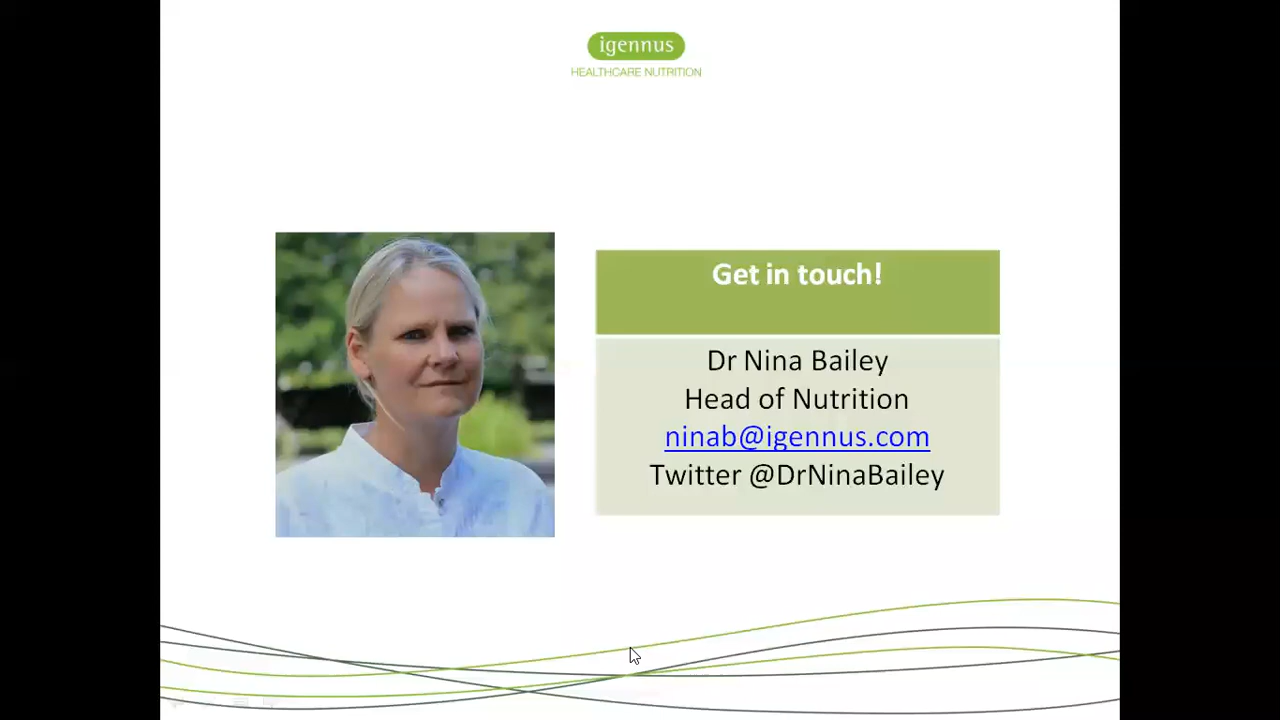 igennus
HEALTHCARE NUTRITION
Get in touch!
Dr Nina Bailey
Head of Nutrition
ninab@igennus.com
Twitter @DrNinaBailey